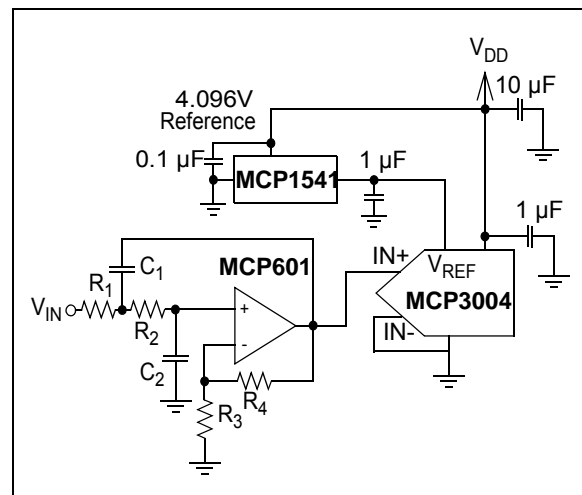 V_DD
10 µF
4.096V
Reference
0.1 µF
MCP1541
1 µF
1 µF
C_1
MCP601
IN+
V_REF
MCP3004
R_1
V_IN
R_2
+
-
IN-
C_2
R_4
R_3